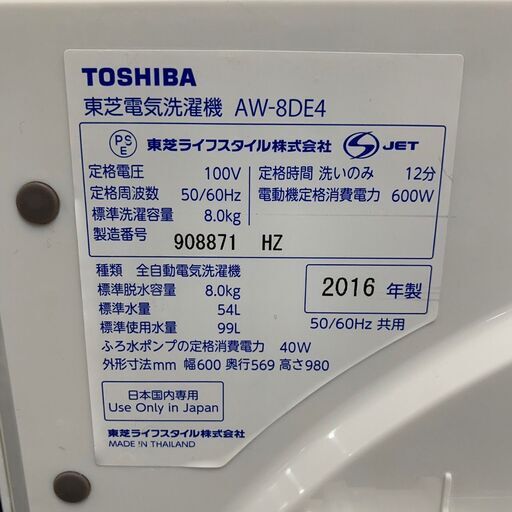 TOSHIBA
東芝電気洗濯機 AW-8DE4
PS E 東芝ライフスタイル株式会社 S JET
定格電圧 100V 定格時間 洗いのみ 12分
定格周波数 50/60Hz 電動機定格消費電力 600W
標準洗濯容量 8.0kg
製造番号 908871 HZ
種類 全自動電気洗濯機
標準脱水容量 8.0kg 2016 年製
標準水量 54L
標準使用水量 99L 50/60Hz 共用
ふろ水ポンプの定格消費電力 40W
外形寸法mm 幅600 奥行569 高さ980
日本国内専用
Use Only in Japan
東芝ライフスタイル株式会社
MADE IN THAILAND